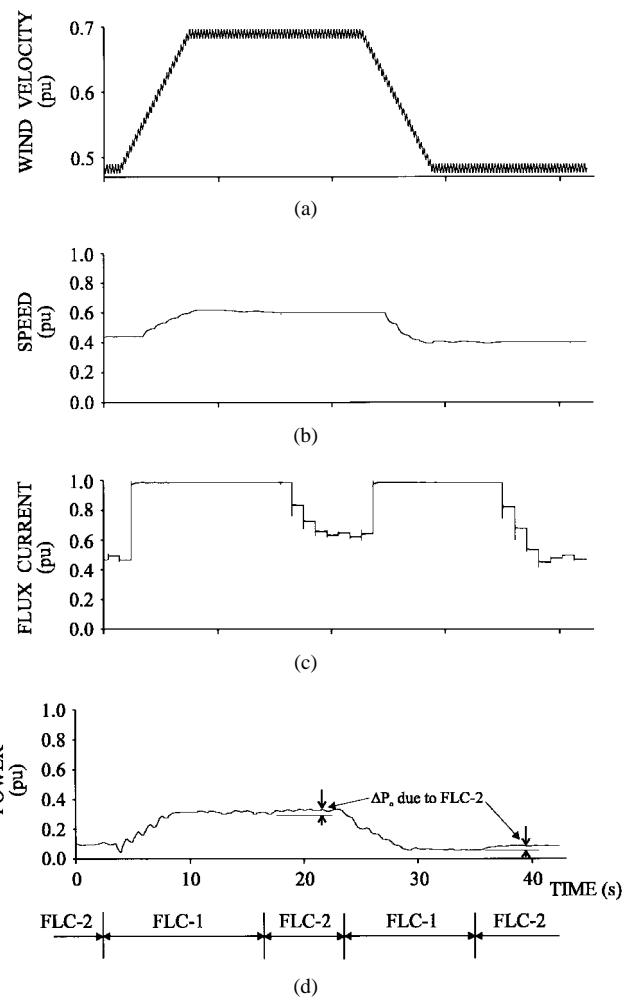 0.7
0.5
WIND VELOCITY
(pu)
(a)
1.0
0.8
0.6
0.4
0.2
0.0
SPEED
(pu)
(b)
1.0
0.8
0.6
0.4
0.2
0.0
FLUX CURRENT
(pu)
(c)
1.0
0.8
0.6
0.4
0.2
0.0
(pu)
ΔPₒ due to FLC-2
0 10 20 30 40 TIME (s)
FLC-2 FLC-1 FLC-2 FLC-1 FLC-2
(d)